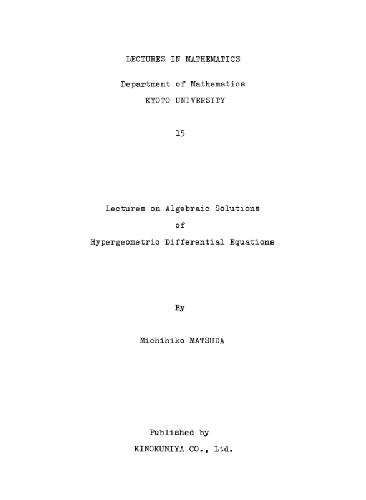 LECTURES IN MATHEMATICS
Department of Mathematics
KYOTO UNIVERSITY
15
Lectures on Algebraic Solutions
of
Hypergeometric Differential Equations
By
Michihiko MATSUDA
Published by
KINOKUNIYA CO., Ltd.